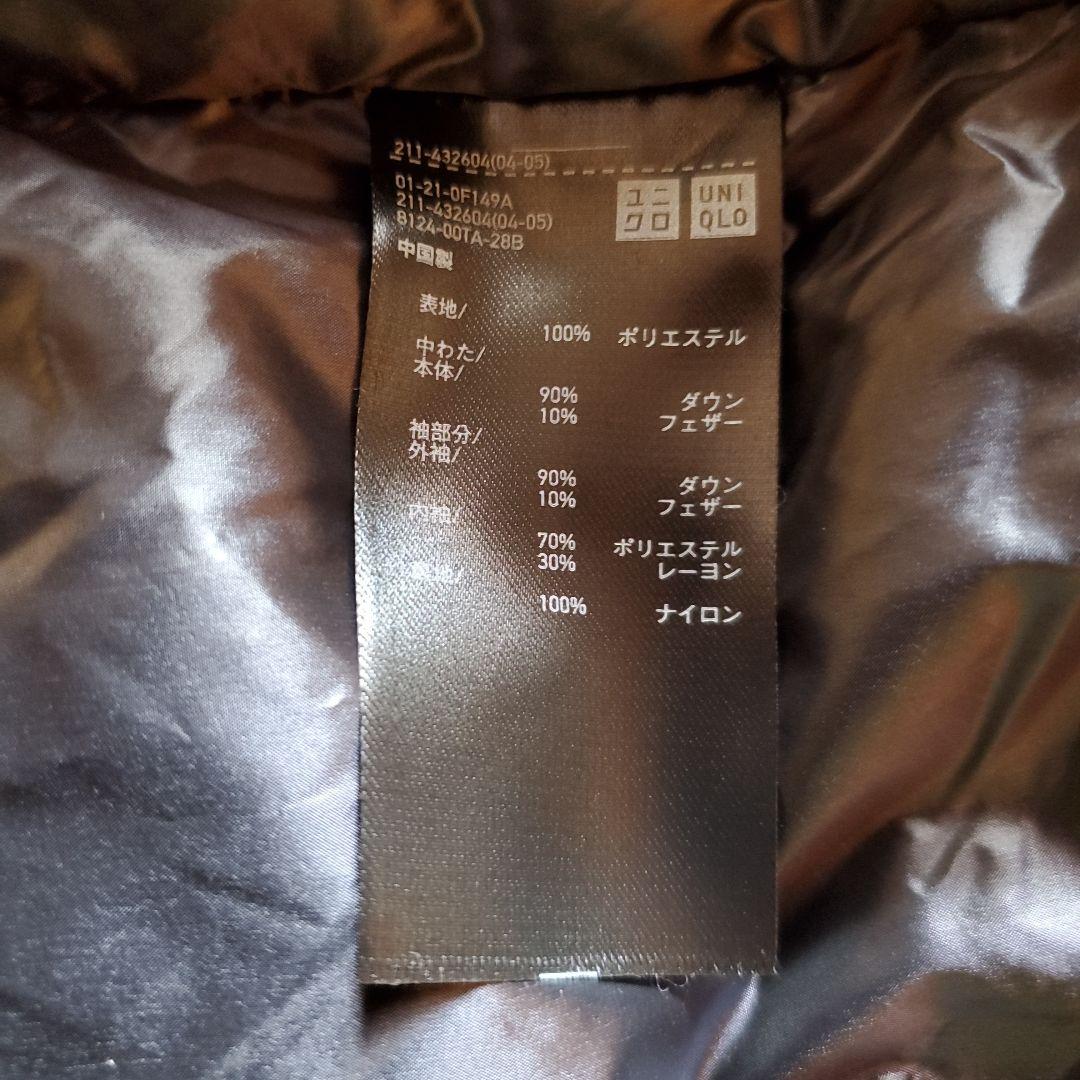 211-432604(04-05)
01-21-0F149A
211-432604(04-05)
8124-00TA-28B
中国製
ユニ
クロ
UNI
QLO
表地/
100% ポリエステル
中わた/
本体/
90% ダウン
10% フェザー
袖部分/
外袖/
90% ダウン
10% フェザー
内袖/
70% ポリエステル
30% レーヨン
裏地/
100% ナイロン